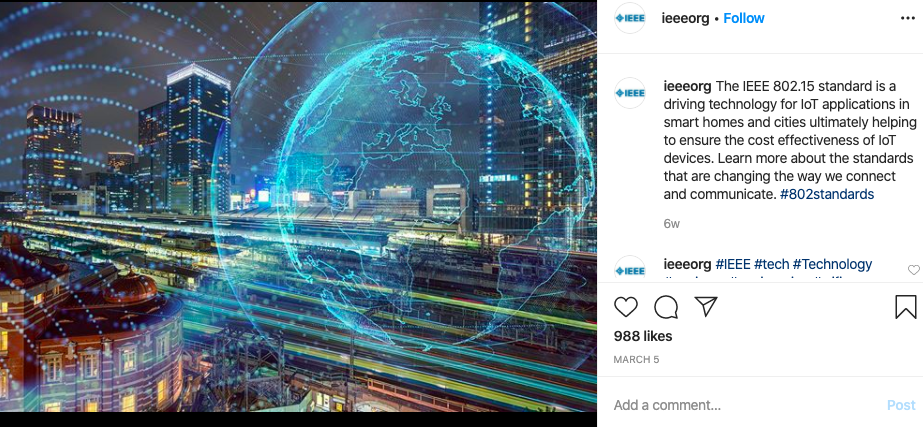 IEEE
ieeeorg • Follow
IEEE
ieeeorg The IEEE 802.15 standard is a
driving technology for IoT applications in
smart homes and cities ultimately helping
to ensure the cost effectiveness of IoT
devices. Learn more about the standards
that are changing the way we connect
and communicate. #802standards
6w
IEEE
ieeeorg #IEEE #tech #Technology
988 likes
MARCH 5
Add a comment...
Post